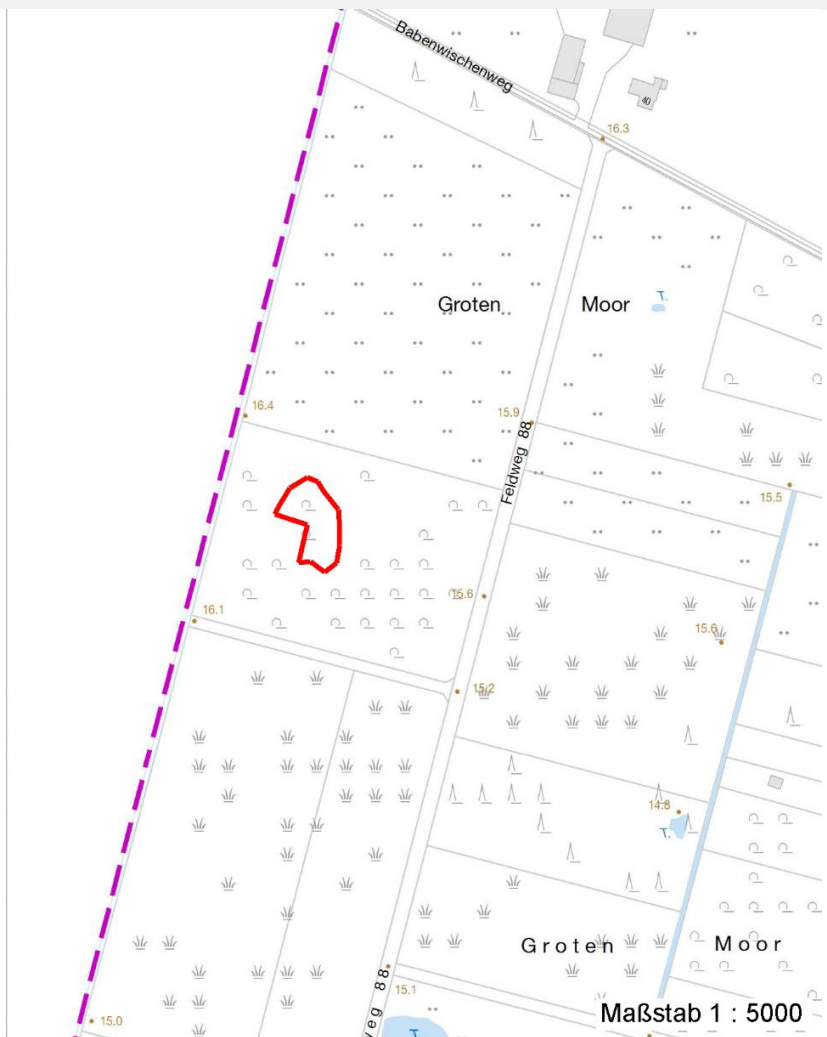 Babenwischenweg
40
16.3
T.
Groten Moor
16.4
15.9
Feldweg 88
15.5
15.6
16.1
15.6
15.2
14.8
T.
Groten Moor
15.1
weg 88
Maßstab 1 : 5000
15.0
T